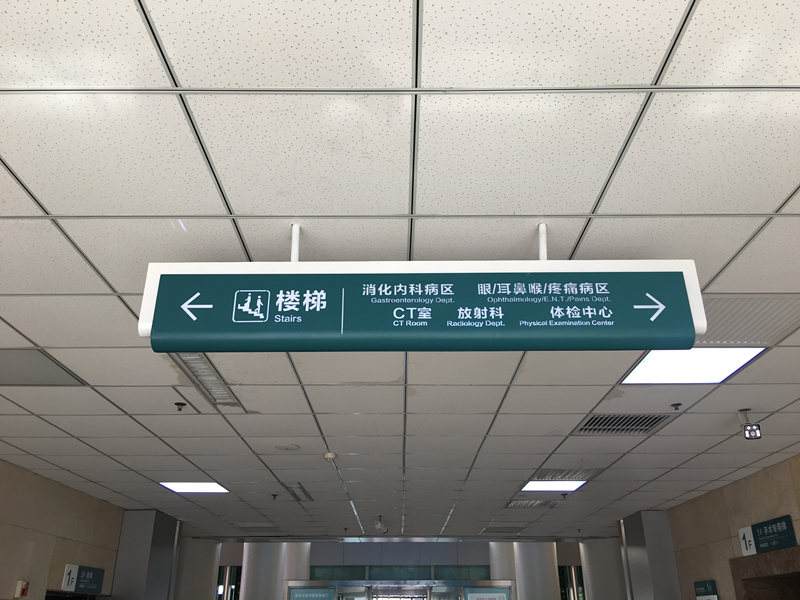 楼梯
Stairs
消化内科病区 眼/耳鼻喉/疼痛病区
Gastroenterology Dept. Ophthalmology/E.N.T./Pains Dept.
CT室 放射科 体检中心
CT Room Radiology Dept. Physical Examination Center
1F
1F